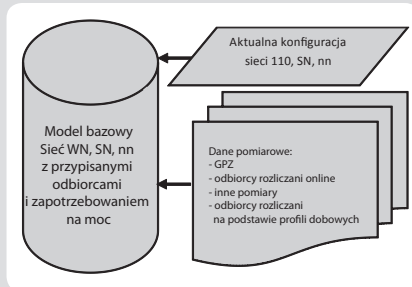 Aktualna konfiguracja
sieci 110, SN, nn
Model bazowy
Sieć WN, SN, nn
z przypisanymi
odbiorcami
i zapotrzebowaniem
na moc
Dane pomiarowe:
- GPZ
- odbiorcy rozliczani online
- inne pomiary
- odbiorcy rozliczani
na podstawie profili dobowych